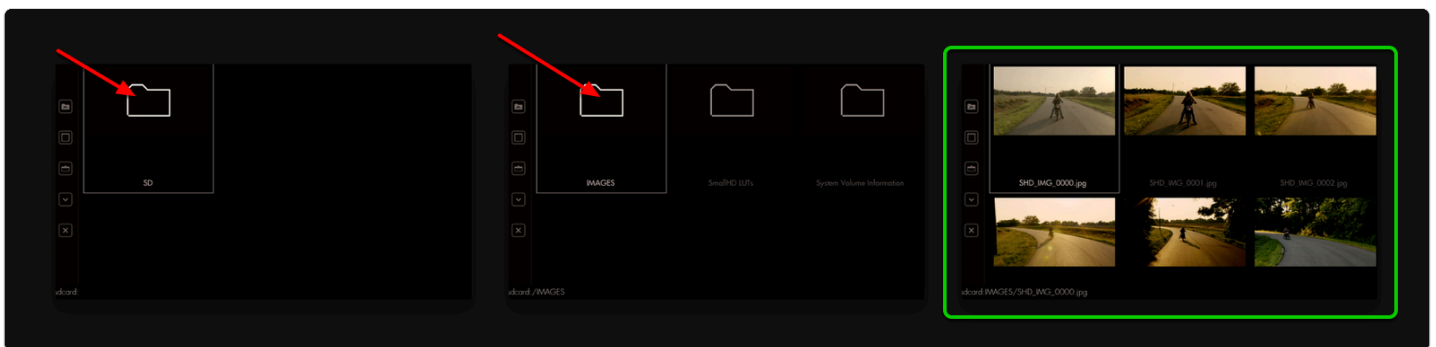 SD
sdcard:
IMAGES
SmallHD LUTs
System Volume Information
sdcard:/IMAGES
SHD_IMG_0000.jpg
SHD_IMG_0001.jpg
SHD_IMG_0002.jpg
sdcard:IMAGES/SHD_IMG_0000.jpg